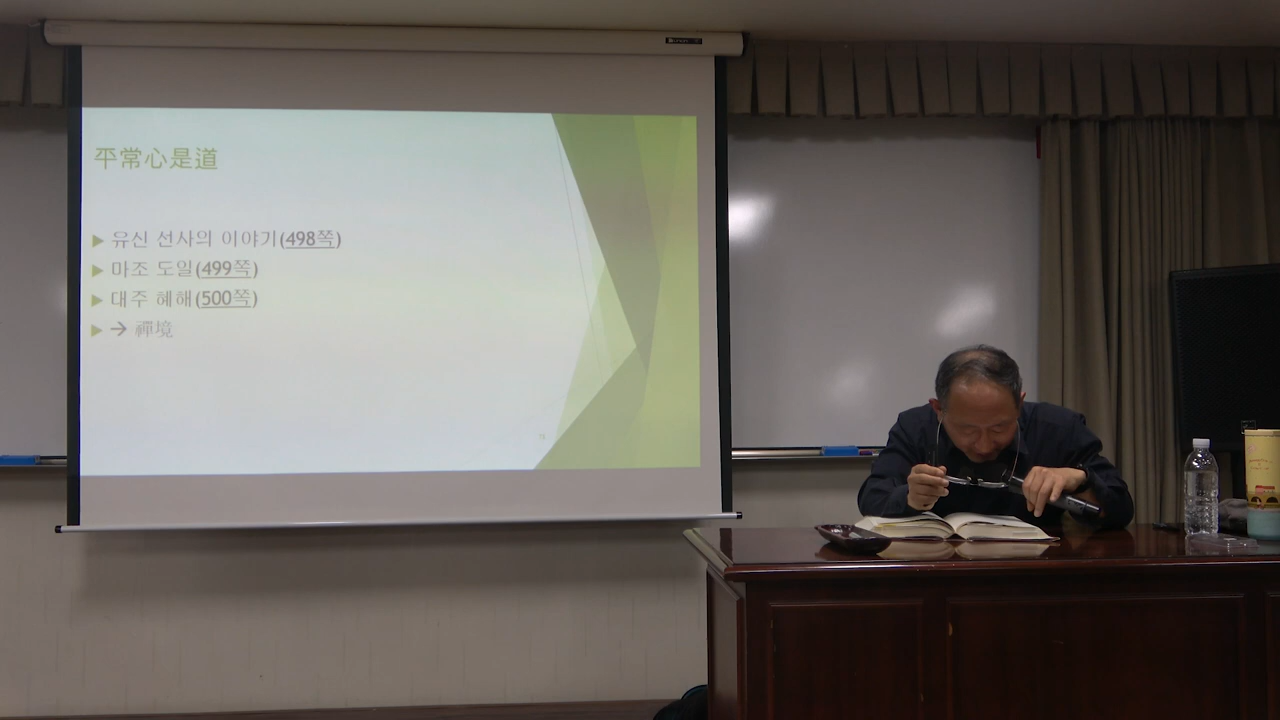 平常心是道
유신 선사의 이야기(498쪽)
마조 도일(499쪽)
대주 혜해(500쪽)
→ 禪境